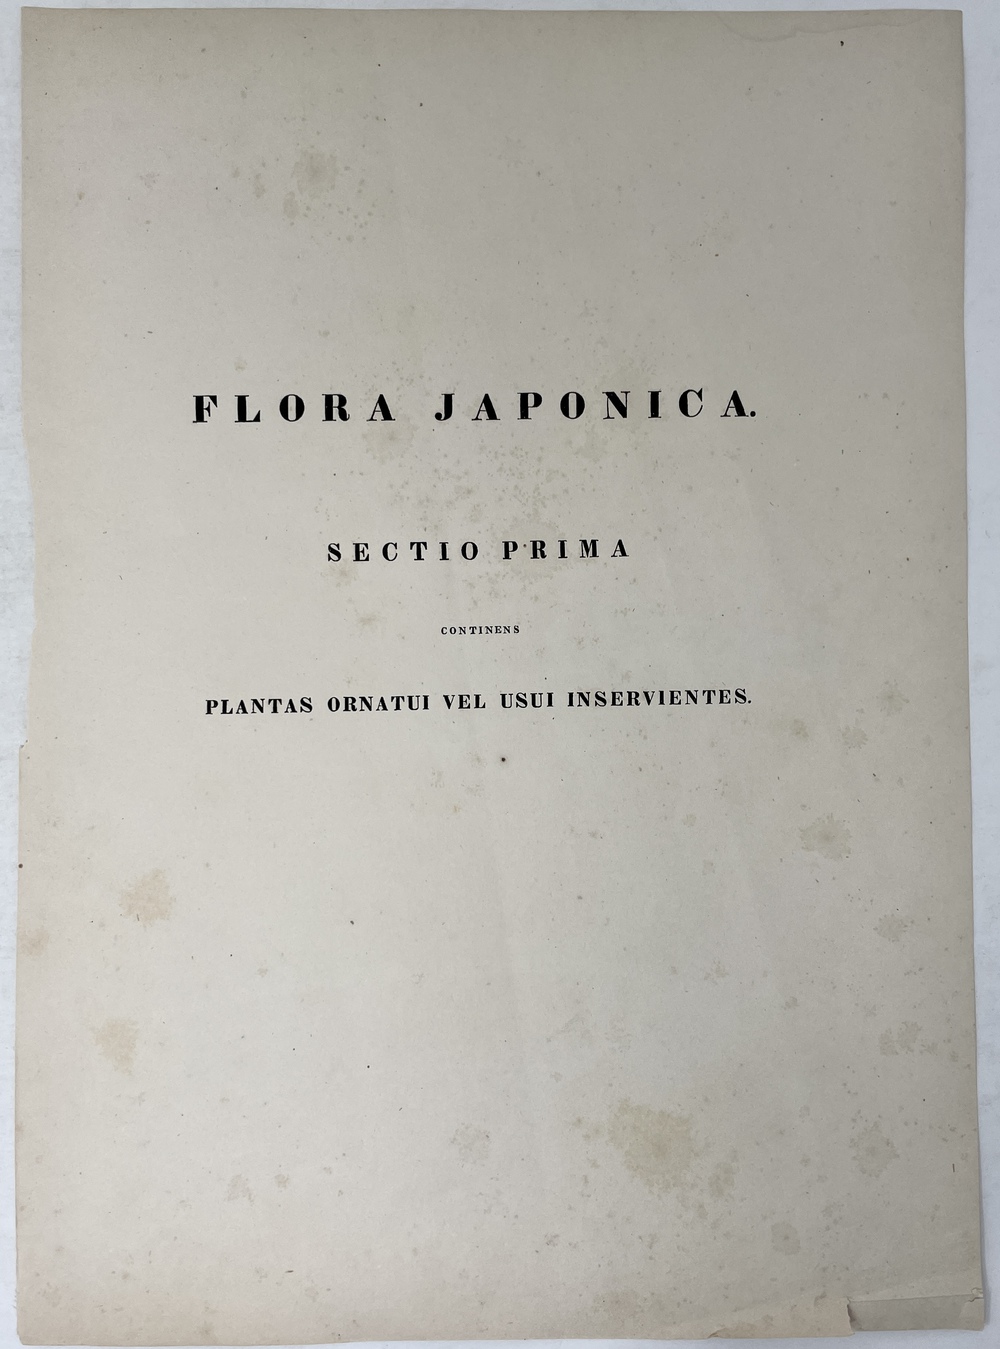 FLORA JAPONICA.
SECTIO PRIMA
CONTINENS
PLANTAS ORNATUI VEL USUI INSERVIENTES.